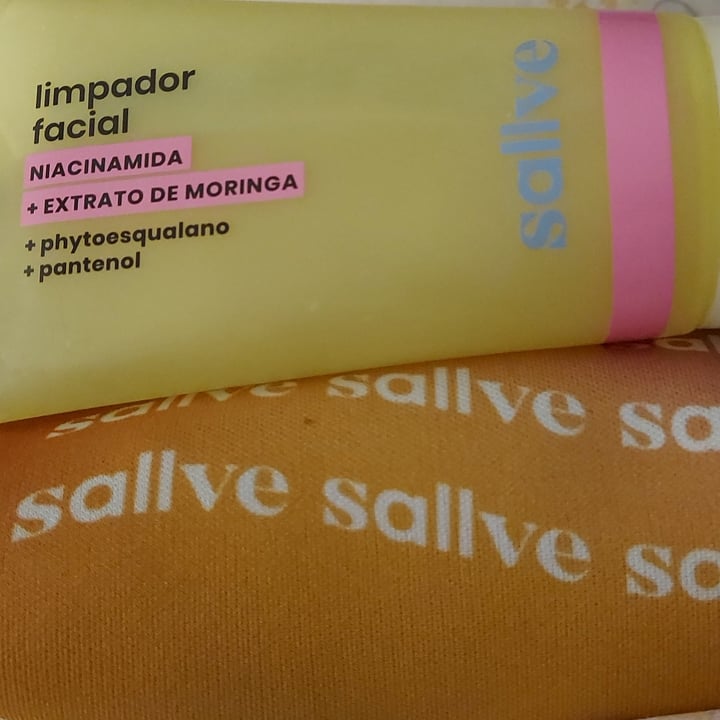 limpador
facial
NIACINAMIDA
+ EXTRATO DE MORINGA
+ phytoesqualano
+ pantenol
sallve
sallve sallve sa
sallve sallve sa